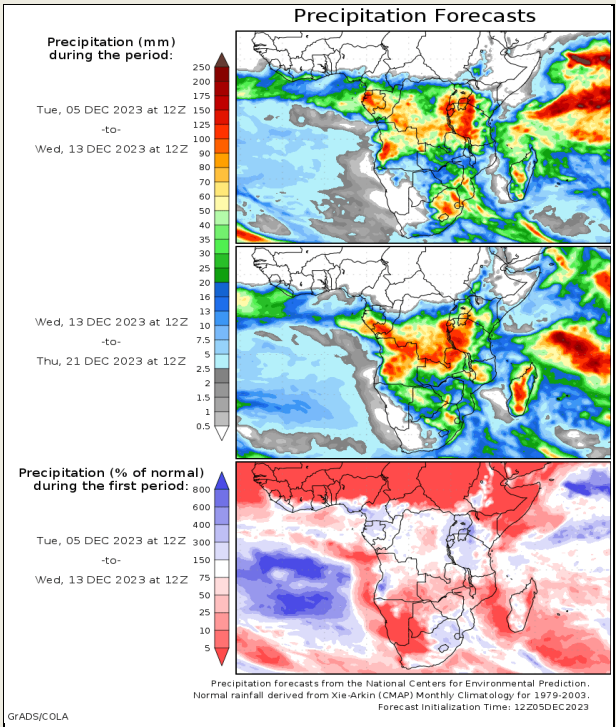 Precipitation Forecasts
Precipitation (mm)
during the period:
250
200
175
150
125
100
90
80
70
60
50
40
35
30
25
20
16
13
10
7.5
5
2.5
2
1.5
1
0.5
Tue, 05 DEC 2023 at 12Z
-to-
Wed, 13 DEC 2023 at 12Z
Wed, 13 DEC 2023 at 12Z
-to-
Thu, 21 DEC 2023 at 12Z
Precipitation (% of normal)
during the first period:
800
600
400
300
150
75
50
25
10
5
Tue, 05 DEC 2023 at 12Z
-to-
Wed, 13 DEC 2023 at 12Z
Precipitation forecasts from the National Centers for Environmental Prediction.
Normal rainfall derived from Xie-Arkin (CMAP) Monthly Climatology for 1979-2003.
Forecast Initialization Time: 12Z05DEC2023
GrADS/COLA